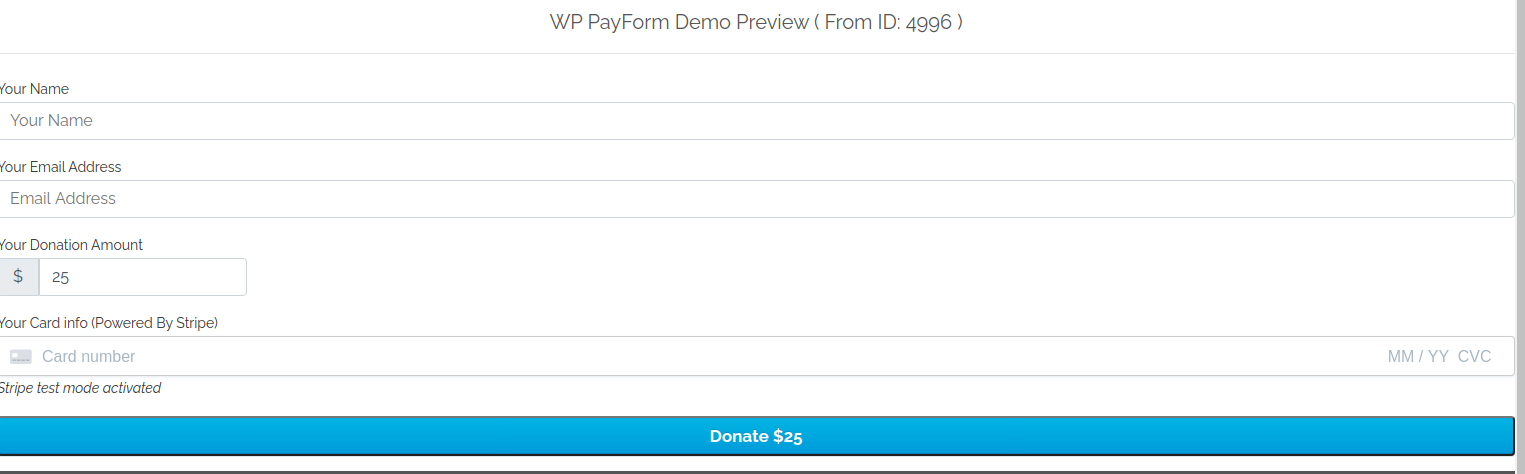 WP PayForm Demo Preview ( From ID: 4996 )
Your Name
Your Name
Your Email Address
Email Address
Your Donation Amount
$ 25
Your Card info (Powered By Stripe)
Card number MM / YY CVC
Stripe test mode activated
Donate $25